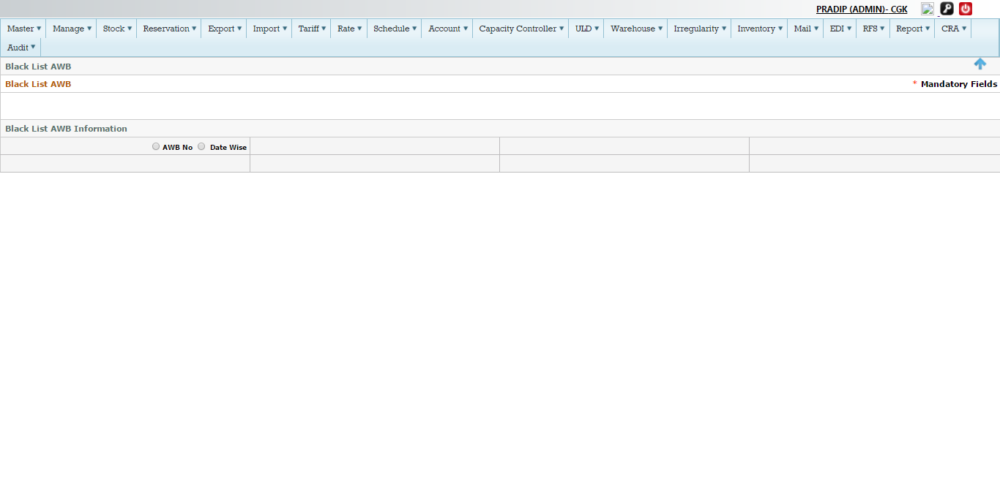 PRADIP (ADMIN)- CGK
Master Manage Stock Reservation Export Import Tariff Rate Schedule Account Capacity Controller ULD Warehouse Irregularity Inventory Mail EDI RFS Report CRA
Audit
Black List AWB
Black List AWB * Mandatory Fields
Black List AWB Information
AWB No Date Wise